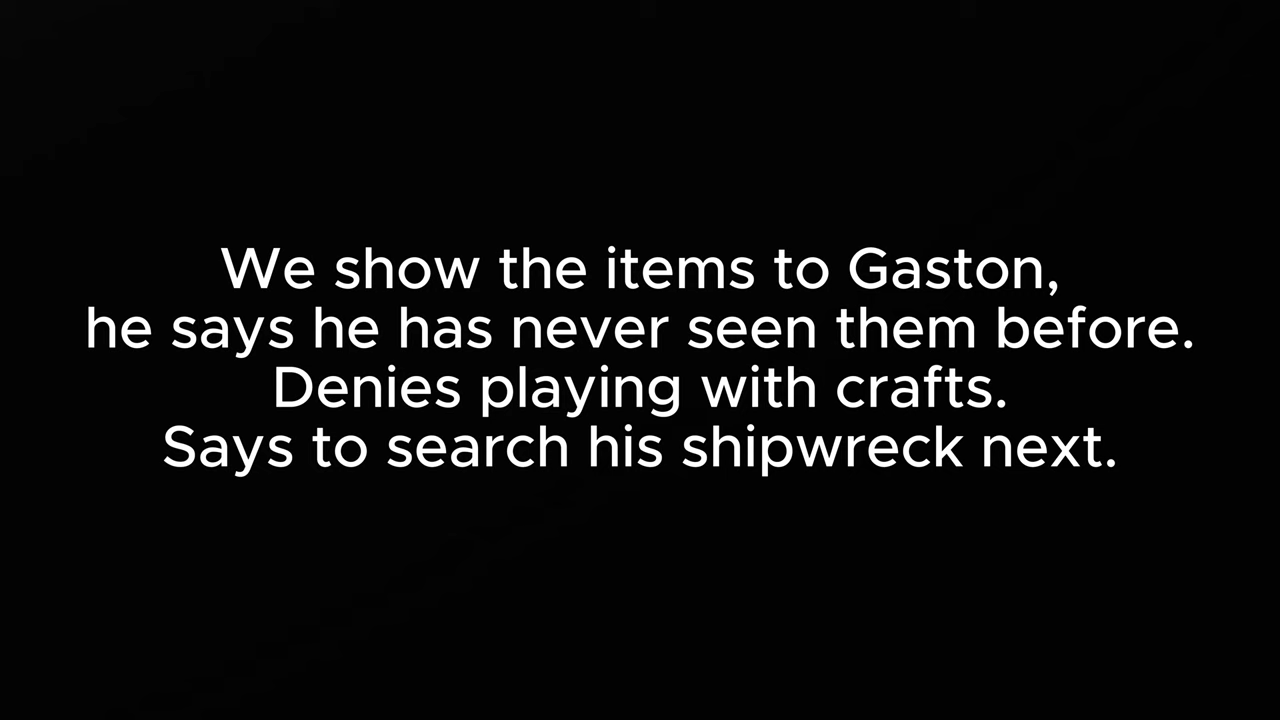 We show the items to Gaston,
he says he has never seen them before.
Denies playing with crafts.
Says to search his shipwreck next.